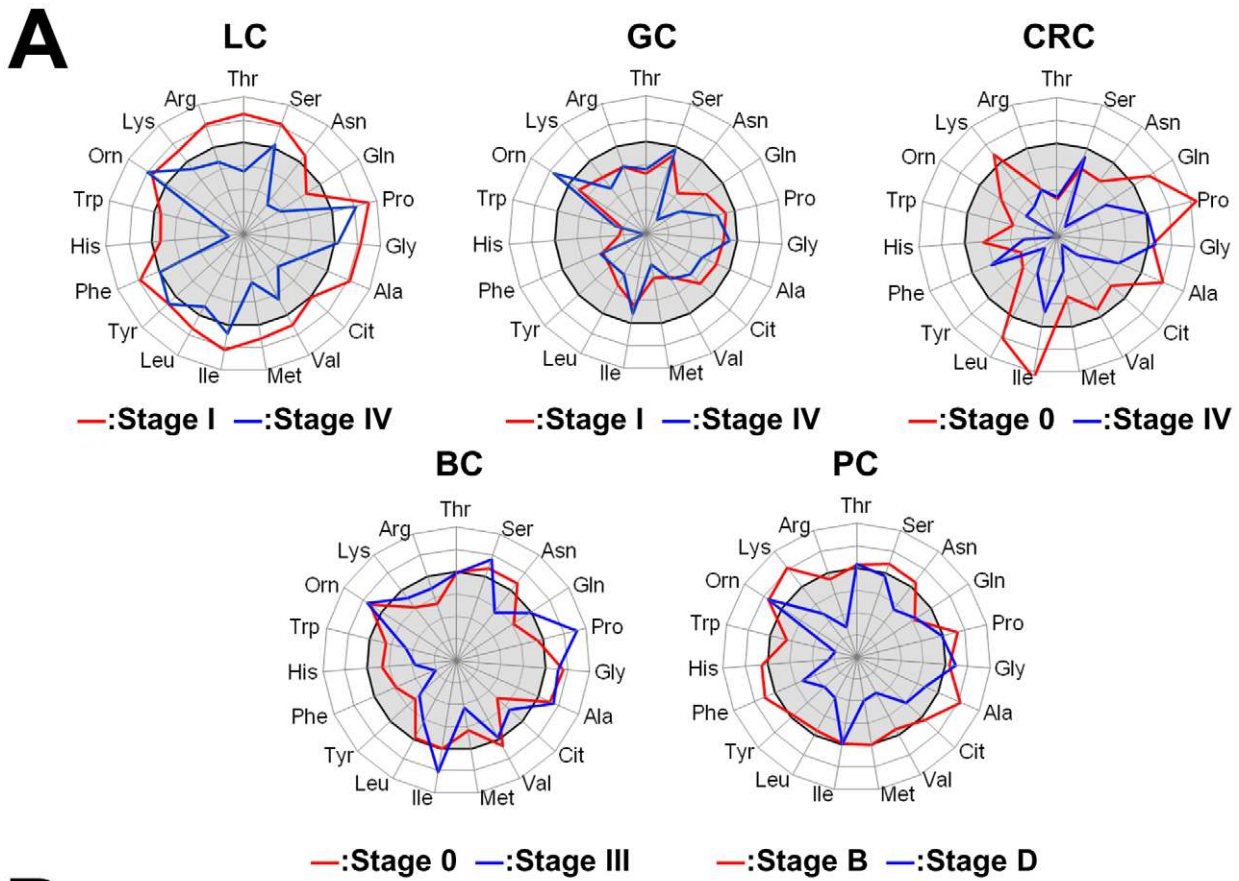 A
LC
GC
CRC
Thr
Ser
Asn
Gln
Pro
Gly
Ala
Cit
Val
Met
Ile
Leu
Tyr
Phe
His
Trp
Orn
Lys
Arg
Thr
Ser
Asn
Gln
Pro
Gly
Ala
Cit
Val
Met
Ile
Leu
Tyr
Phe
His
Trp
Orn
Lys
Arg
Thr
Ser
Asn
Gln
Pro
Gly
Ala
Cit
Val
Met
Ile
Leu
Tyr
Phe
His
Trp
Orn
Lys
Arg
:Stage I :Stage IV
:Stage I :Stage IV
:Stage 0 :Stage IV
BC
PC
Thr
Ser
Asn
Gln
Pro
Gly
Ala
Cit
Val
Met
Ile
Leu
Tyr
Phe
His
Trp
Orn
Lys
Arg
Thr
Ser
Asn
Gln
Pro
Gly
Ala
Cit
Val
Met
Ile
Leu
Tyr
Phe
His
Trp
Orn
Lys
Arg
:Stage 0 :Stage III
:Stage B :Stage D